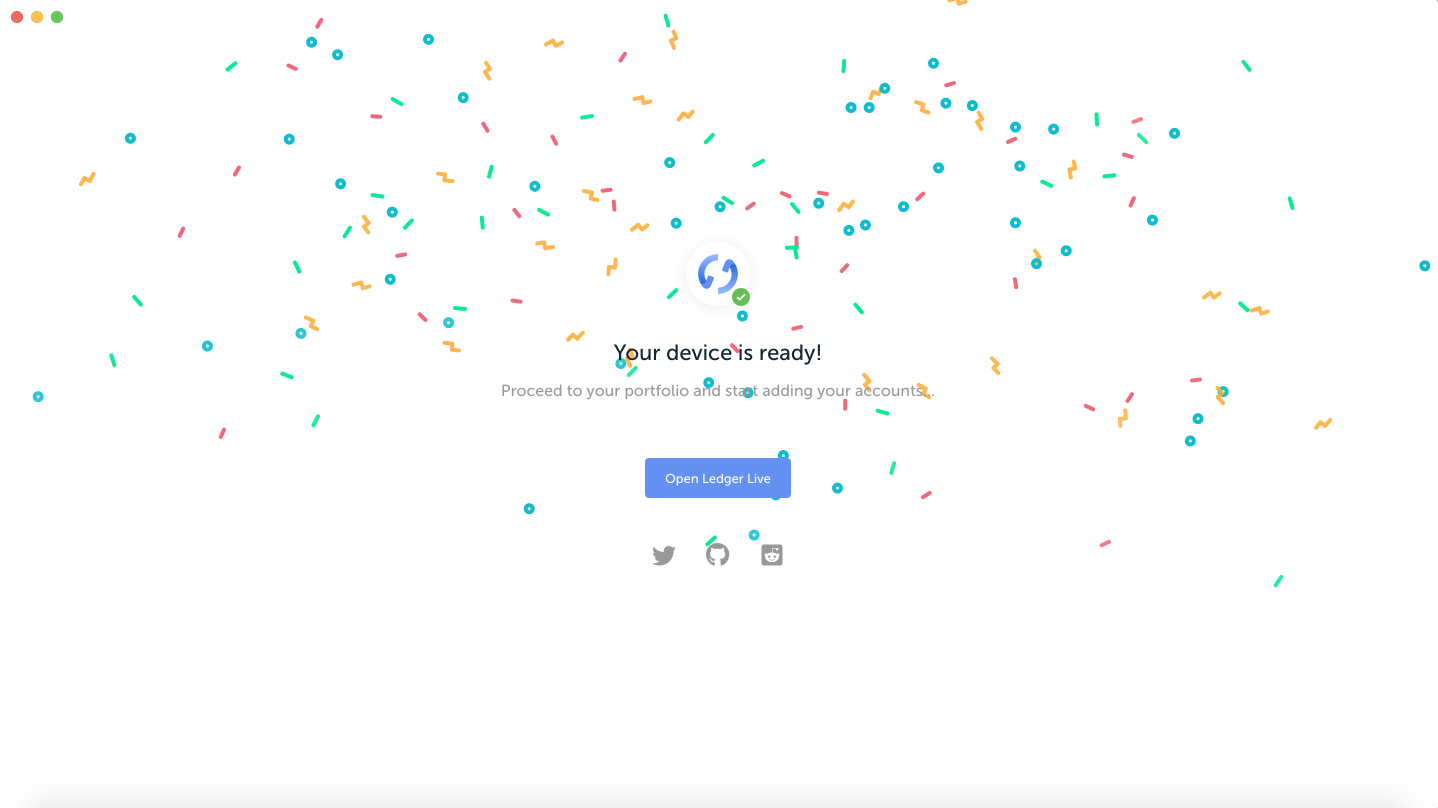 Your device is ready!
Proceed to your portfolio and start adding your accounts...
Open Ledger Live